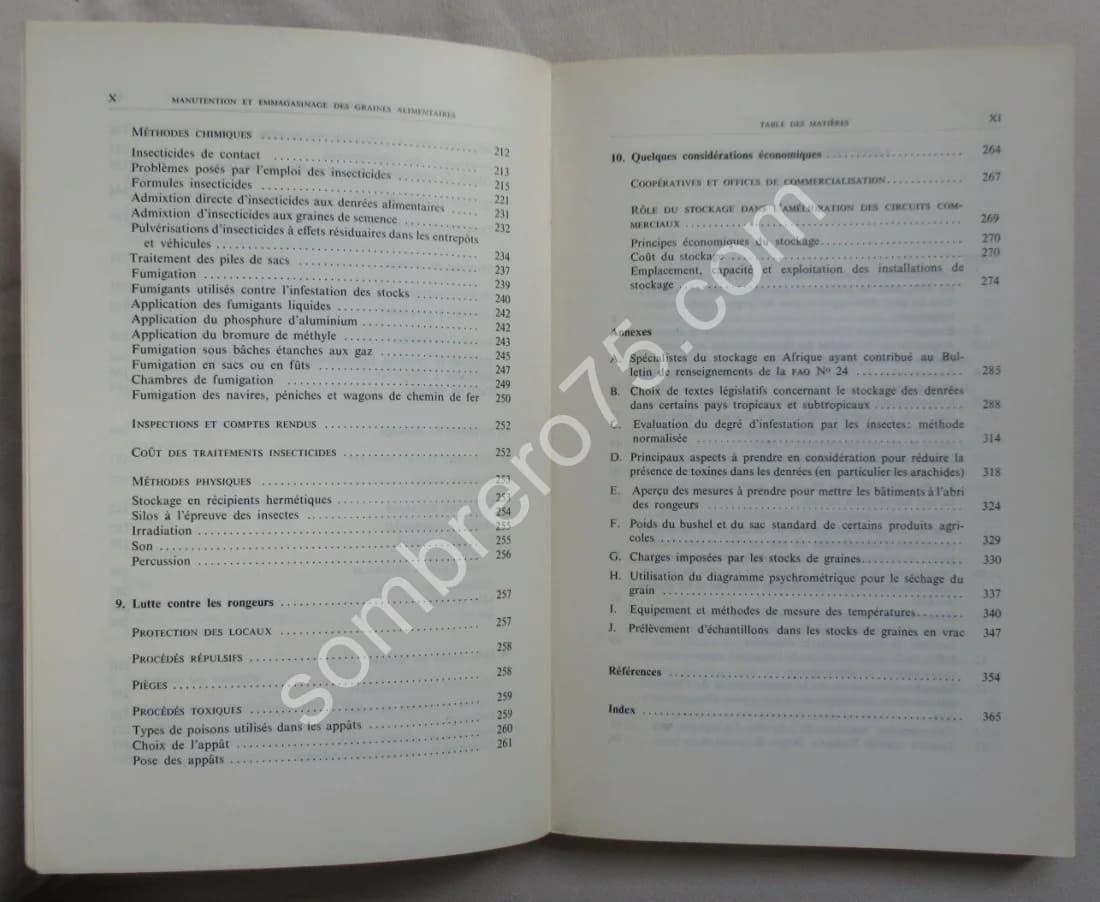 X MANUTENTION ET EMMAGASINAGE DES GRAINES ALIMENTAIRES
MÉTHODES CHIMIQUES 212
Insecticides de contact 213
Problèmes posés par l'emploi des insecticides 215
Formules insecticides 221
Admixtion directe d'insecticides aux denrées alimentaires 231
Admixtion d'insecticides aux graines de semence 232
Pulvérisations d'insecticides à effets résiduaires dans les entrepôts
et véhicules 234
Traitement des piles de sacs 237
Fumigation 239
Fumigants utilisés contre l'infestation des stocks 240
Application des fumigants liquides 242
Application du phosphure d'aluminium 242
Application du bromure de méthyle 243
Fumigation sous bâches étanches aux gaz 245
Fumigation en sacs ou en fûts 247
Chambres de fumigation 249
Fumigation des navires, péniches et wagons de chemin de fer 250
INSPECTIONS ET COMPTES RENDUS 252
COÛT DES TRAITEMENTS INSECTICIDES 252
MÉTHODES PHYSIQUES 253
Stockage en récipients hermétiques 253
Silos à l'épreuve des insectes 254
Irradiation 255
Son 255
Percussion 256
9. Lutte contre les rongeurs 257
PROTECTION DES LOCAUX 257
PROCÉDÉS RÉPULSIFS 258
PIÈGES 258
PROCÉDÉS TOXIQUES 259
Types de poisons utilisés dans les appâts 259
Choix de l'appât 260
Pose des appâts 261
TABLE DES MATIÈRES XI
10. Quelques considérations économiques 264
COOPÉRATIVES ET OFFICES DE COMMERCIALISATION 267
RÔLE DU STOCKAGE DANS L'AMÉLIORATION DES CIRCUITS COM-
MERCIAUX 269
Principes économiques du stockage 270
Coût du stockage 270
Emplacement, capacité et exploitation des installations de
stockage 274
Annexes
A. Spécialistes du stockage en Afrique ayant contribué au Bul-
letin de renseignements de la FAO Nº 24 285
B. Choix de textes législatifs concernant le stockage des denrées
dans certains pays tropicaux et subtropicaux 288
C. Evaluation du degré d'infestation par les insectes: méthode
normalisée 314
D. Principaux aspects à prendre en considération pour réduire la
présence de toxines dans les denrées (en particulier les arachides) 318
E. Aperçu des mesures à prendre pour mettre les bâtiments à l'abri
des rongeurs 324
F. Poids du bushel et du sac standard de certains produits agri-
coles 329
G. Charges imposées par les stocks de graines 330
H. Utilisation du diagramme psychrométrique pour le séchage du
grain 337
I. Equipement et méthodes de mesure des températures 340
J. Prélèvement d'échantillons dans les stocks de graines en vrac 347
Références 354
Index 365
sombrero75.com